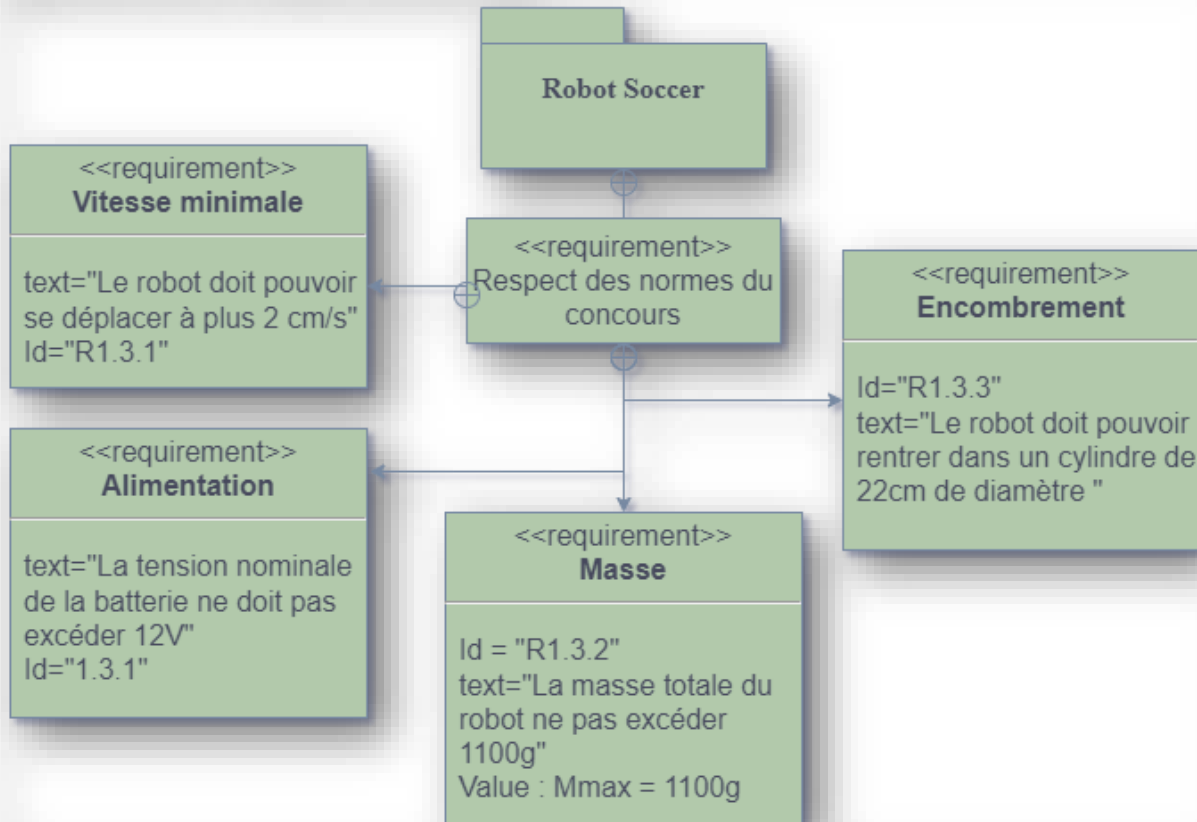 Robot Soccer
<<requirement>>
Vitesse minimale
text="Le robot doit pouvoir
se déplacer à plus 2 cm/s"
Id="R1.3.1"
<<requirement>>
Respect des normes du
concours
<<requirement>>
Encombrement
Id="R1.3.3"
text="Le robot doit pouvoir
rentrer dans un cylindre de
22cm de diamètre "
<<requirement>>
Alimentation
text="La tension nominale
de la batterie ne doit pas
excéder 12V"
Id="1.3.1"
<<requirement>>
Masse
Id = "R1.3.2"
text="La masse totale du
robot ne pas excéder
1100g"
Value : Mmax = 1100g